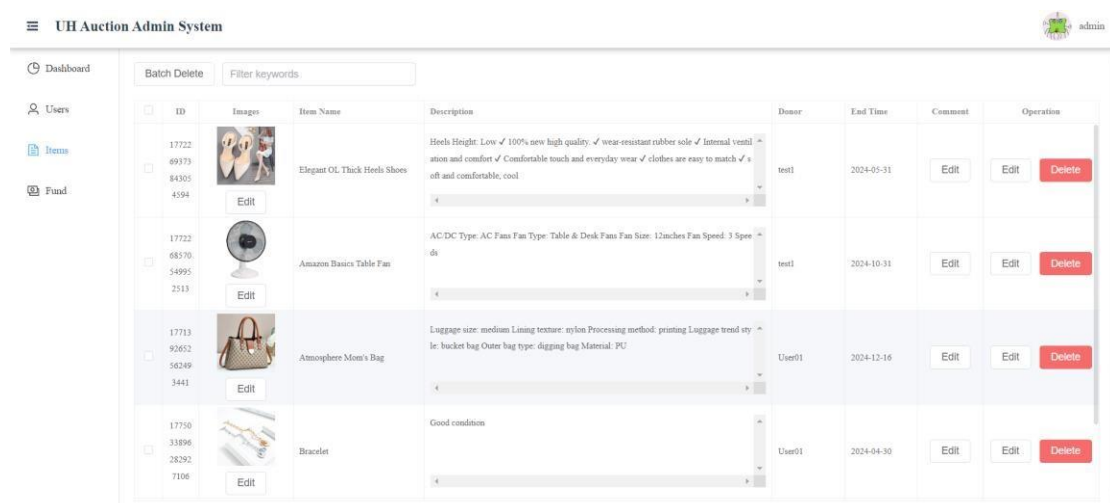 UH Auction Admin System
admin
Dashboard
Users
Items
Fund
Batch Delete
Filter keywords
ID Images Item Name Description Donor End Time Comment Operation
17722
69373
84305
4594
Edit
Elegant OL Thick Heels Shoes
Heels Height: Low ✓ 100% new high quality. ✓ wear-resistant rubber sole ✓ Internal ventil
ation and comfort ✓ Comfortable touch and everyday wear ✓ clothes are easy to match ✓ s
oft and comfortable, cool
test1
2024-05-31
Edit
Edit
Delete
17722
68570
54995
2513
Edit
Amazon Basics Table Fan
AC/DC Type: AC Fans Fan Type: Table & Desk Fans Fan Size: 12inches Fan Speed: 3 Spee
ds
test1
2024-10-31
Edit
Edit
Delete
17713
92652
56249
3441
Edit
Atmosphere Mom's Bag
Luggage size: medium Lining texture: nylon Processing method: printing Luggage trend sty
le: bucket bag Outer bag type: digging bag Material: PU
User01
2024-12-16
Edit
Edit
Delete
17750
33896
28292
7106
Edit
Bracelet
Good condition
User01
2024-04-30
Edit
Edit
Delete